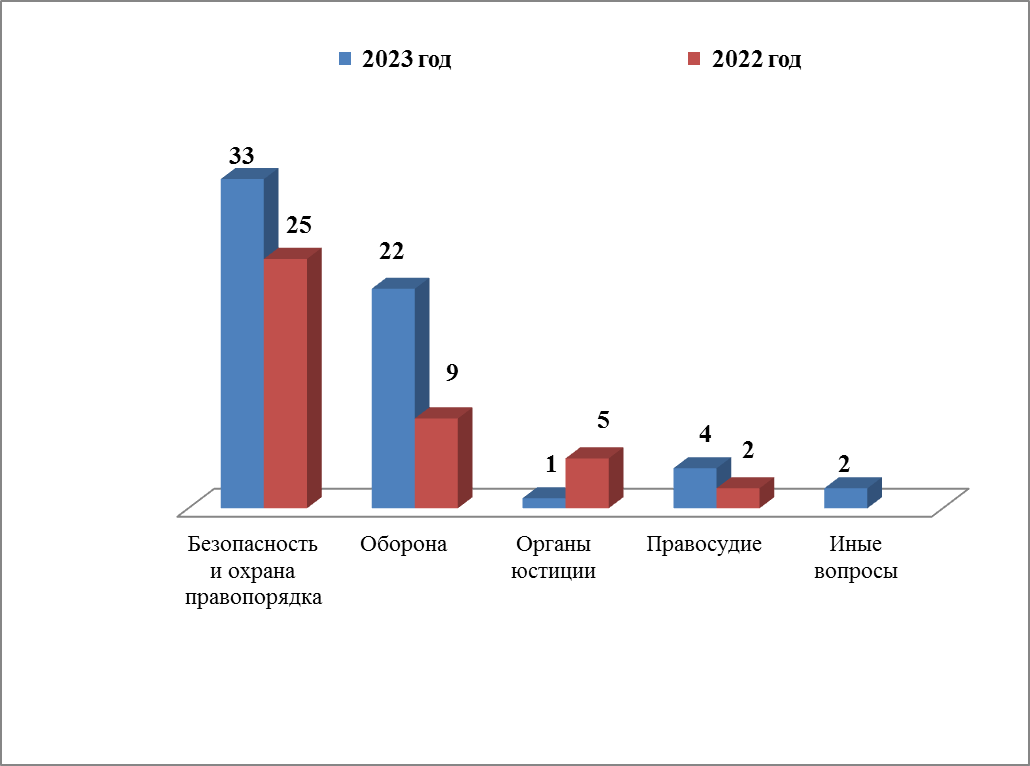 2023 год
2022 год
33
25
22
9
1
5
4
2
2
Безопасность
и охрана
правопорядка
Оборона
Органы
юстиции
Правосудие
Иные
вопросы